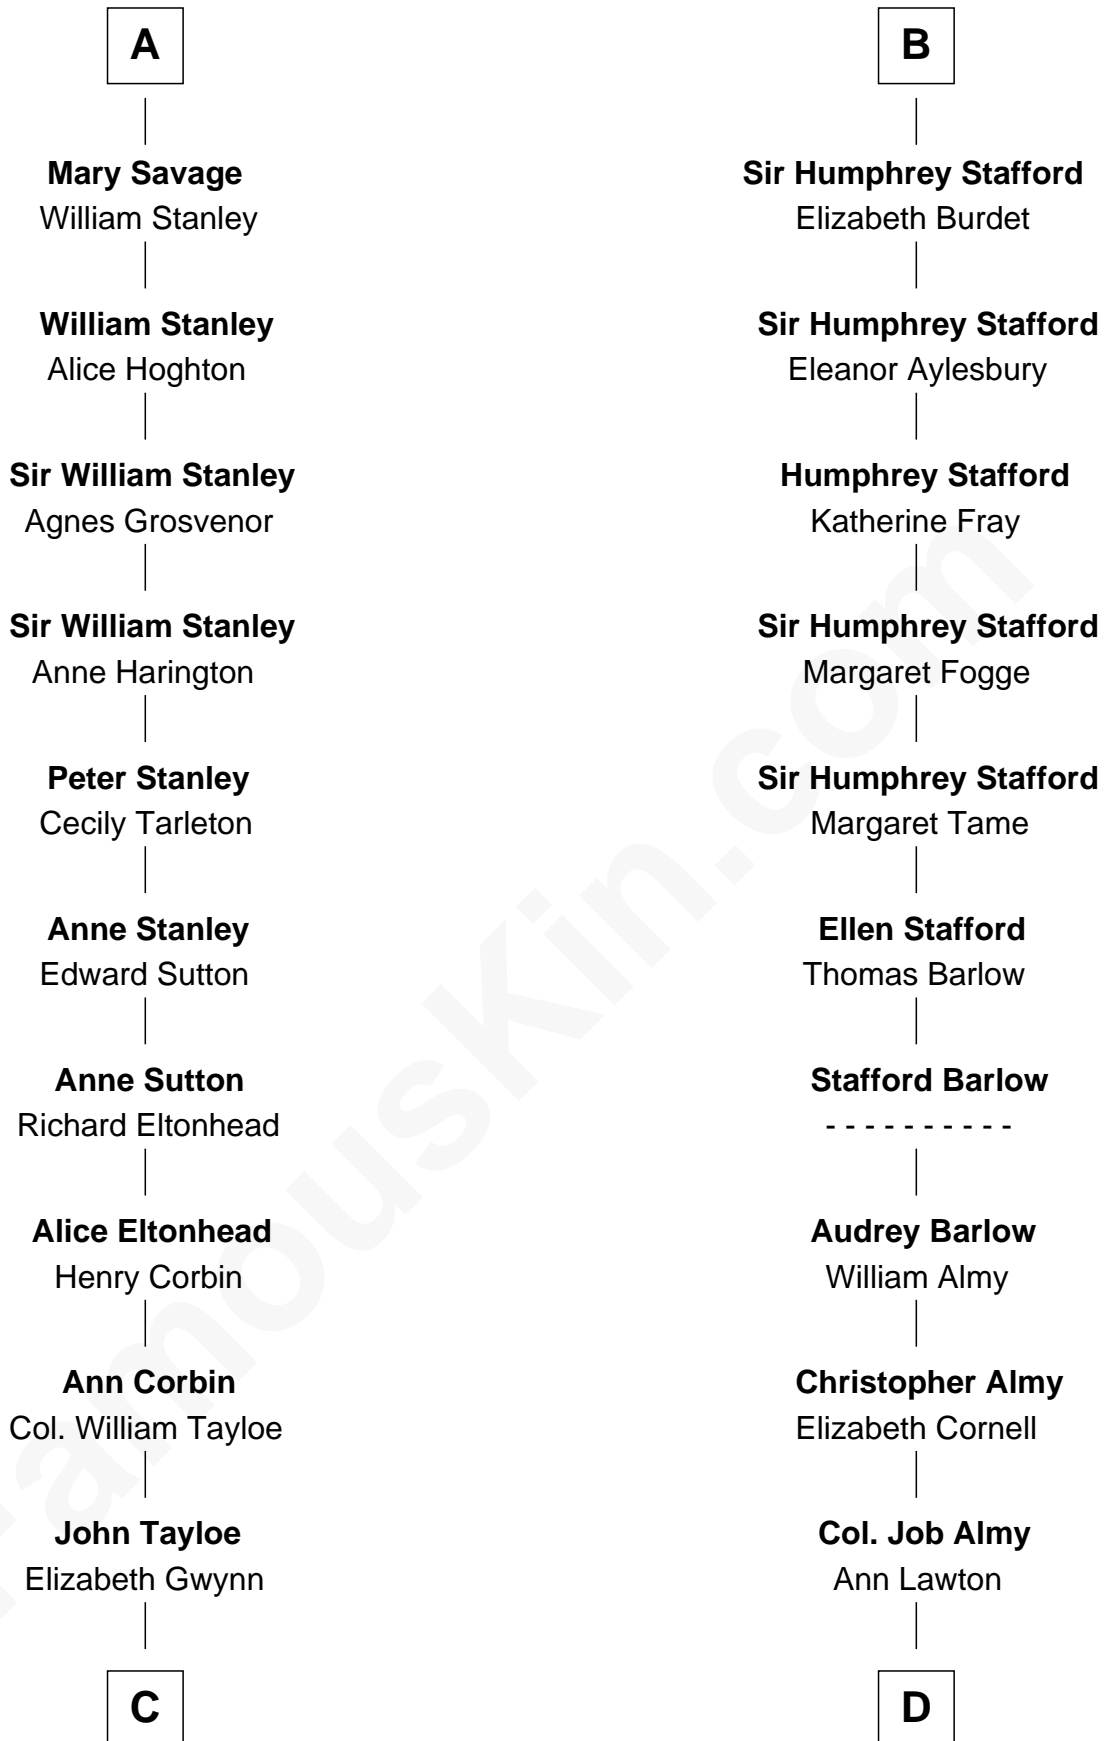 A
Mary Savage
William Stanley
William Stanley
Alice Hoghton
Sir William Stanley
Agnes Grosvenor
Sir William Stanley
Anne Harington
Peter Stanley
Cecily Tarleton
Anne Stanley
Edward Sutton
Anne Sutton
Richard Eltonhead
Alice Eltonhead
Henry Corbin
Ann Corbin
Col. William Tayloe
John Tayloe
Elizabeth Gwynn
C
B
Sir Humphrey Stafford
Elizabeth Burdet
Sir Humphrey Stafford
Eleanor Aylesbury
Humphrey Stafford
Katherine Fray
Sir Humphrey Stafford
Margaret Fogge
Sir Humphrey Stafford
Margaret Tame
Ellen Stafford
Thomas Barlow
Stafford Barlow
- - - - - - - - - -
Audrey Barlow
William Almy
Christopher Almy
Elizabeth Cornell
Col. Job Almy
Ann Lawton
D
FamousKin.com